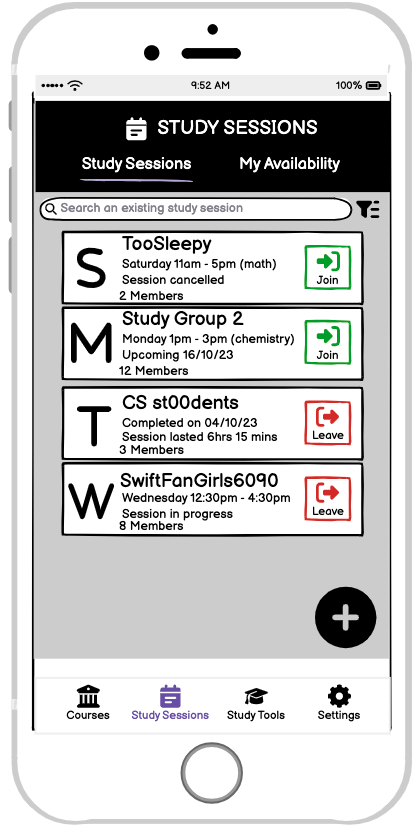 9:52 AM
100%
STUDY SESSIONS
Study Sessions
My Availability
Search an existing study session
S
TooSleepy
Saturday 11am - 5pm (math)
Session cancelled
2 Members
Join
M
Study Group 2
Monday 1pm - 3pm (chemistry)
Upcoming 16/10/23
12 Members
Join
T
CS st00dents
Completed on 04/10/23
Session lasted 6hrs 15 mins
3 Members
Leave
W
SwiftFanGirls6090
Wednesday 12:30pm - 4:30pm
Session in progress
8 Members
Leave
Courses
Study Sessions
Study Tools
Settings